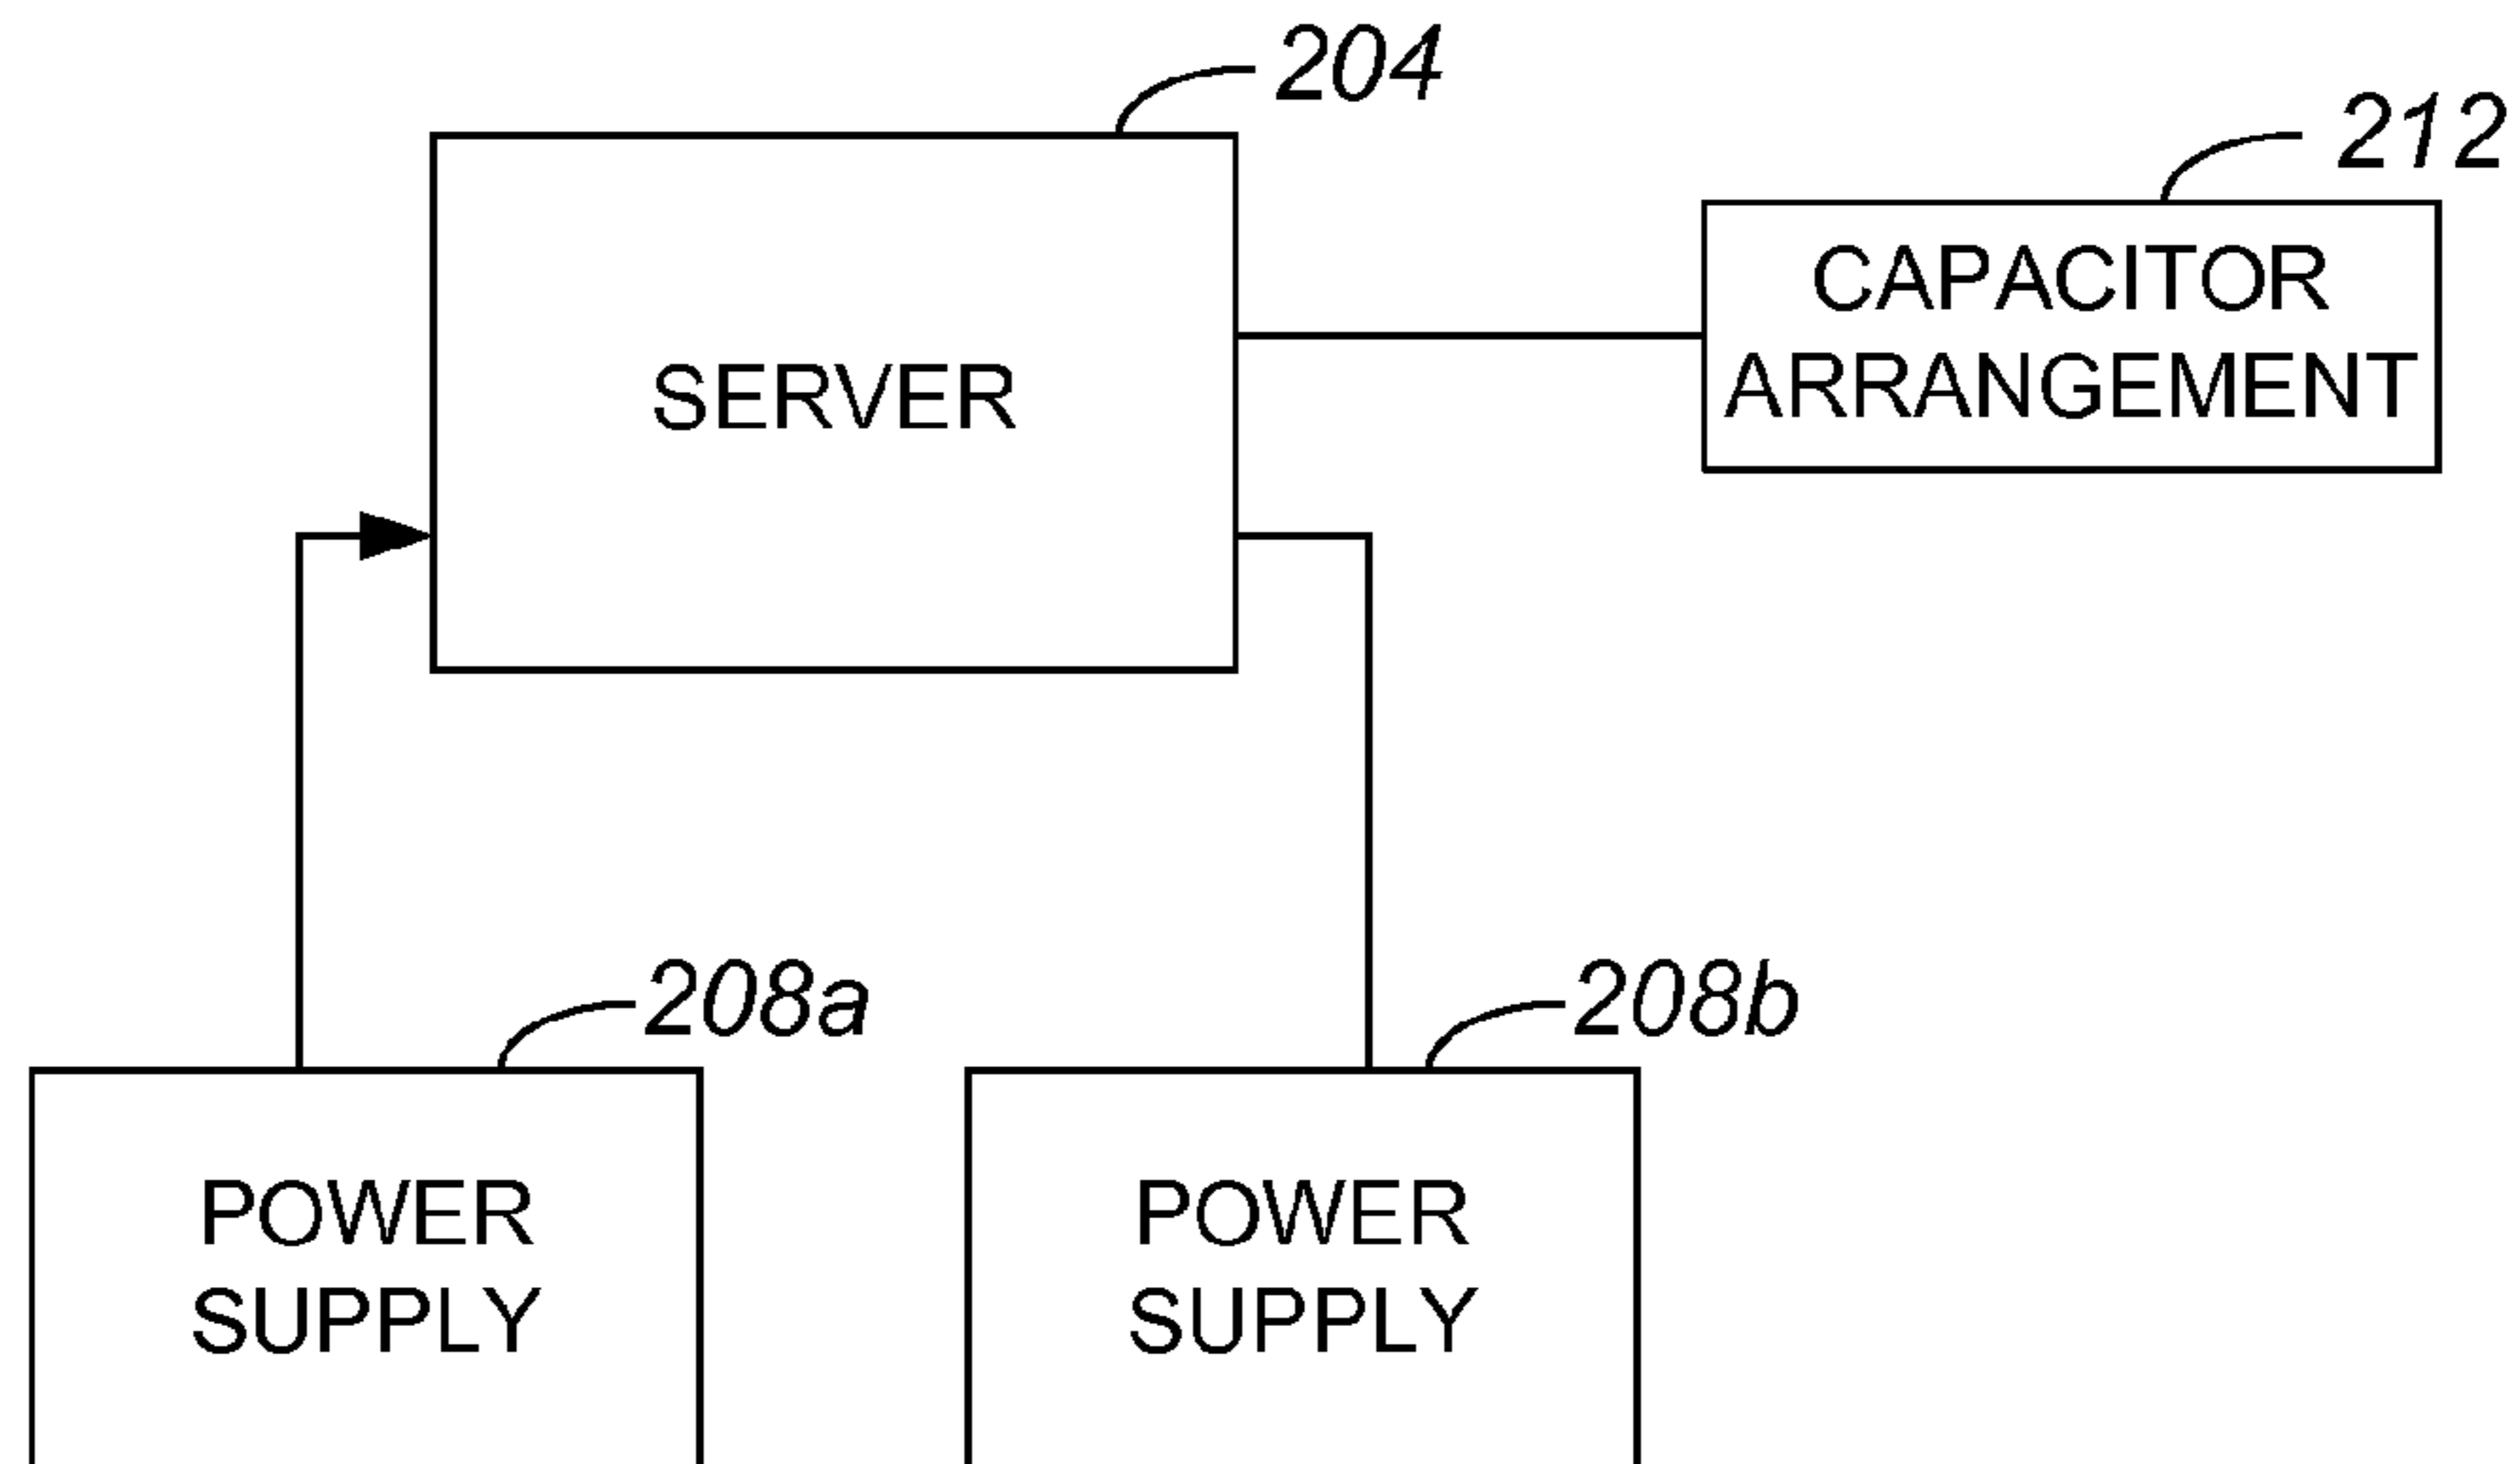 204
212
CAPACITOR
ARRANGEMENT
SERVER
208a
208b
POWER
SUPPLY
POWER
SUPPLY